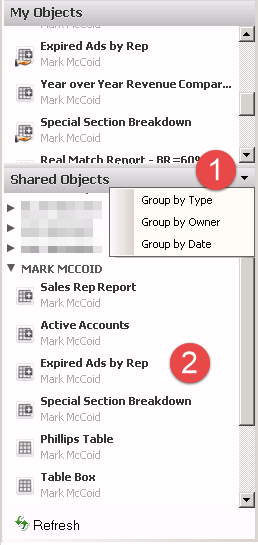 My Objects
Expired Ads by Rep
Mark McCoid
Year over Year Revenue Compar...
Mark McCoid
Special Section Breakdown
Mark McCoid
Real Match Report - BR=60%
1
Shared Objects
Group by Type
Group by Owner
Group by Date
MARK MCCOID
Sales Rep Report
Mark McCoid
Active Accounts
Mark McCoid
Expired Ads by Rep
Mark McCoid
2
Special Section Breakdown
Mark McCoid
Phillips Table
Mark McCoid
Table Box
Mark McCoid
Refresh